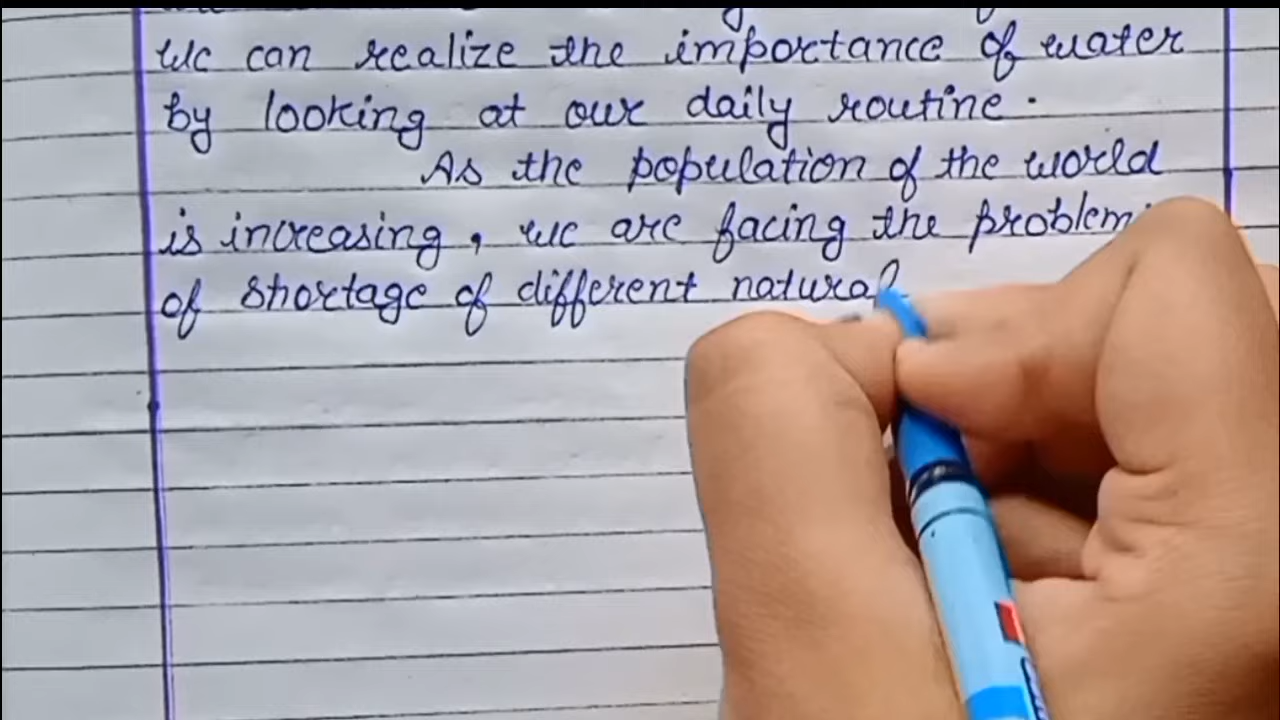 we can realize the importance of water
by looking at our daily routine.
As the population of the world
is increasing, we are facing the problem
of shortage of different natural